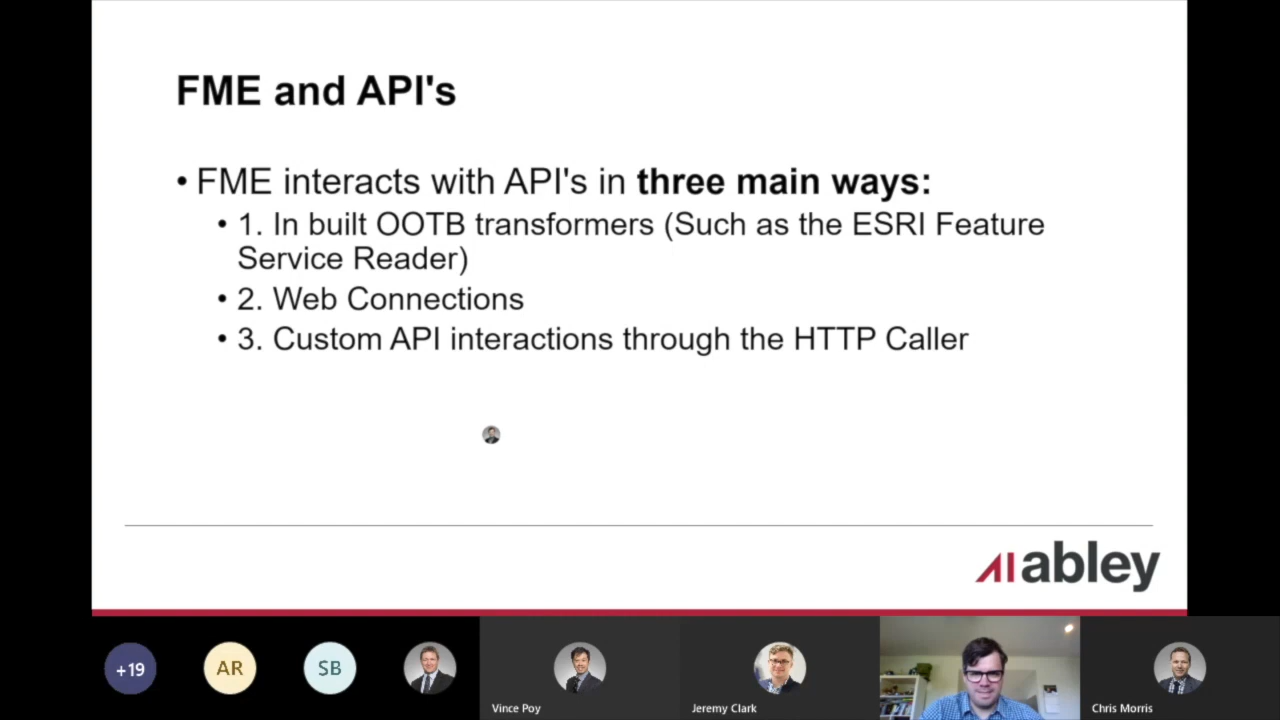 FME and API's
• FME interacts with API's in three main ways:
• 1. In built OOTB transformers (Such as the ESRI Feature
Service Reader)
• 2. Web Connections
• 3. Custom API interactions through the HTTP Caller
abley
+19
AR
SB
Vince Poy
Jeremy Clark
Chris Morris